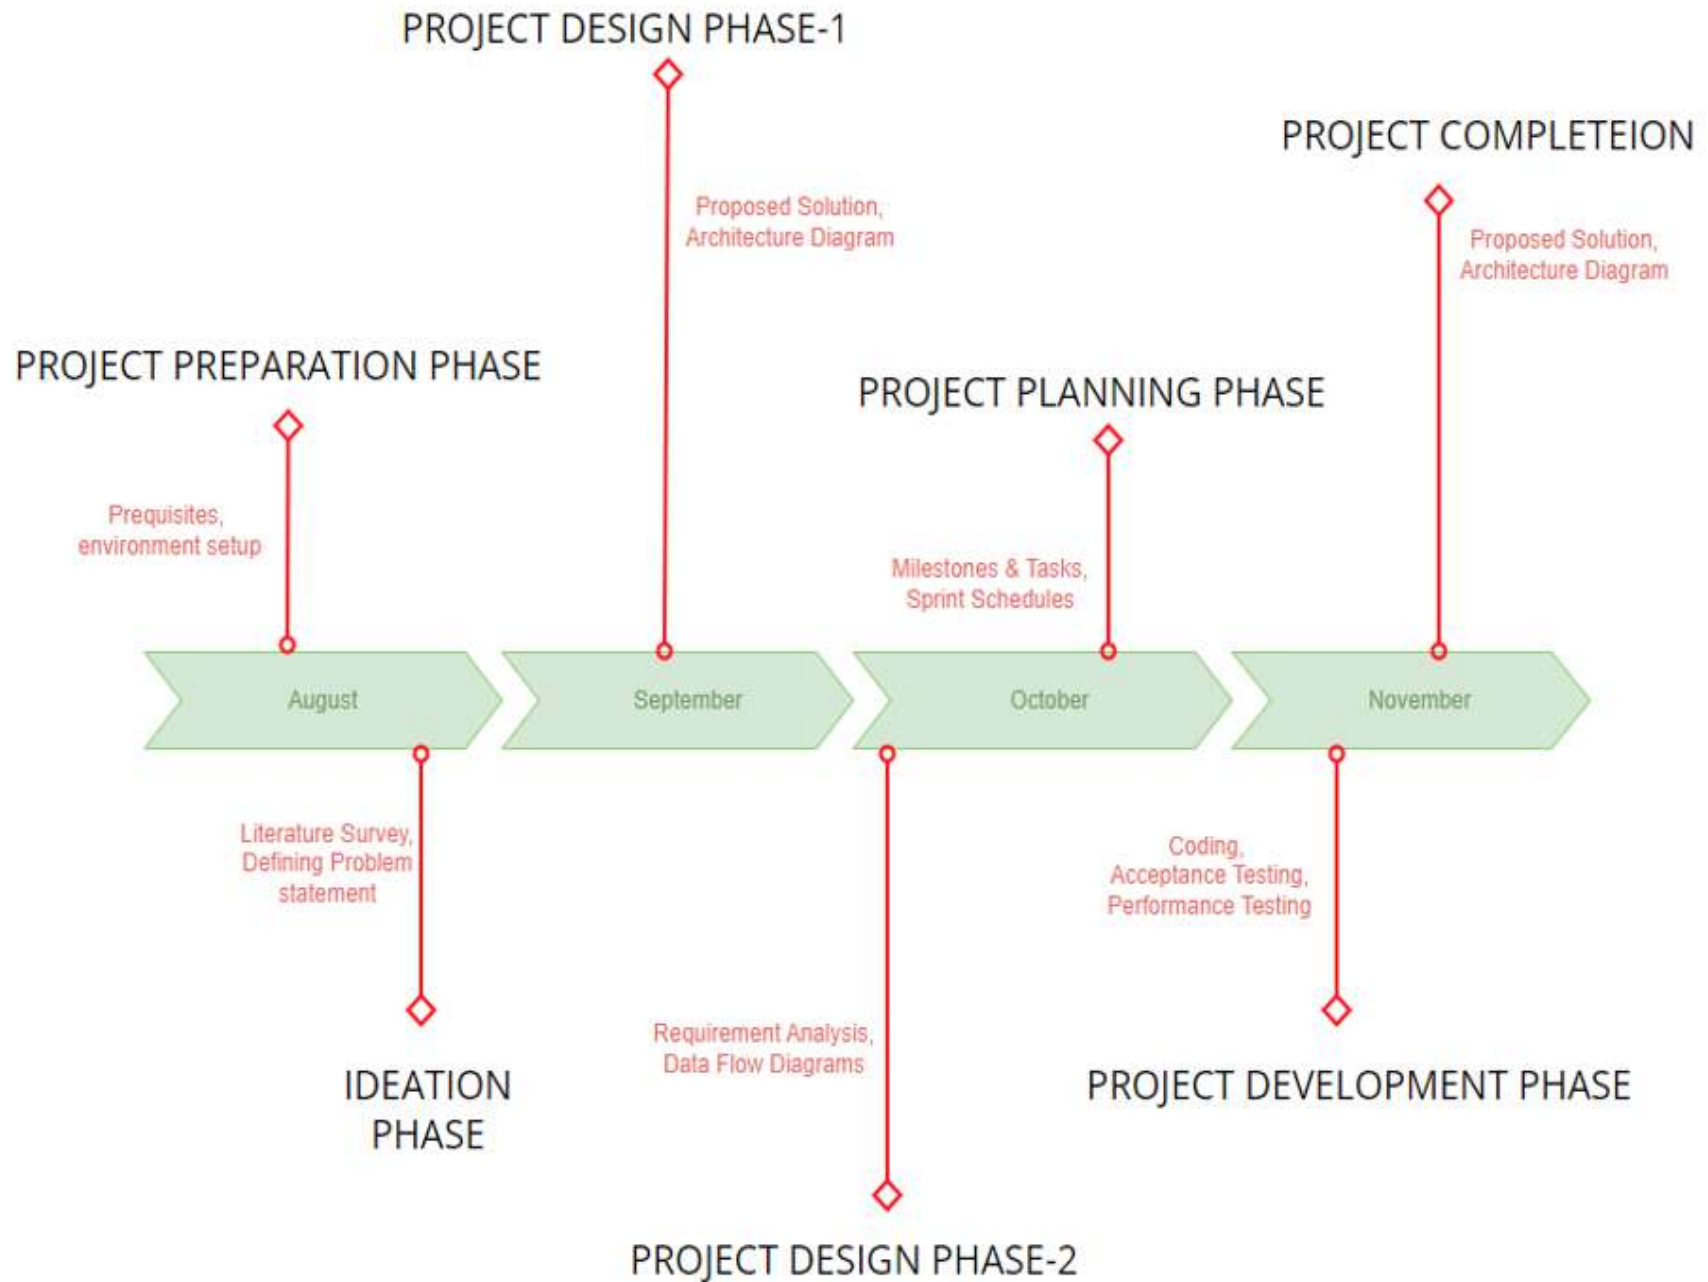 PROJECT DESIGN PHASE-1
PROJECT COMPLETEION
Proposed Solution,
Architecture Diagram
Proposed Solution,
Architecture Diagram
PROJECT PREPARATION PHASE
PROJECT PLANNING PHASE
Prequisites,
environment setup
Milestones & Tasks,
Sprint Schedules
August
September
October
November
Literature Survey,
Defining Problem
statement
Coding,
Acceptance Testing,
Performance Testing
Requirement Analysis,
Data Flow Diagrams
IDEATION
PHASE
PROJECT DEVELOPMENT PHASE
PROJECT DESIGN PHASE-2